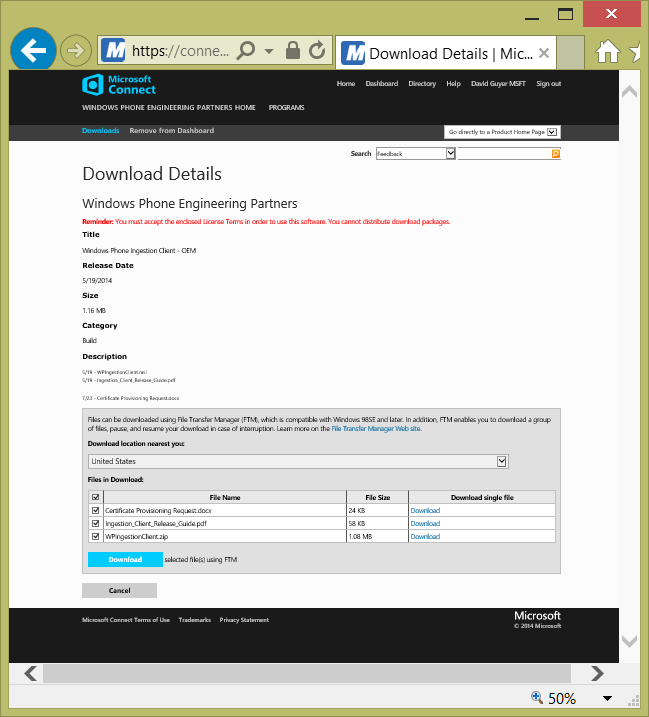 https://conne...
Download Details | Mic...
Microsoft
Connect
Home Dashboard Directory Help David Guyer MSFT Sign out
WINDOWS PHONE ENGINEERING PARTNERS HOME PROGRAMS
Downloads Remove from Dashboard
Go directly to a Product Home Page
Search Feedback
Download Details
Windows Phone Engineering Partners
Reminder: You must accept the enclosed License Terms in order to use this software. You cannot distribute download packages.
Title
Windows Phone Ingestion Client - OEM
Release Date
5/19/2014
Size
1.16 MB
Category
Build
Description
5/19 - WPIngestionClient.msi
5/19 - Ingestion_Client_Release_Guide.pdf
7/23 - Certificate Provisioning Request.docx
Files can be downloaded using File Transfer Manager (FTM), which is compatible with Windows 98SE and later. In addition, FTM enables you to download a group
of files, pause, and resume your download in case of interruption. Learn more on the File Transfer Manager Web site.
Download location nearest you:
United States
Files in Download:
File Name File Size Download single file
Certificate Provisioning Request.docx 24 KB Download
Ingestion_Client_Release_Guide.pdf 58 KB Download
WPIngestionClient.zip 1.08 MB Download
Download selected file(s) using FTM
Cancel
Microsoft Connect Terms of Use Trademarks Privacy Statement
Microsoft
© 2014 Microsoft
50%